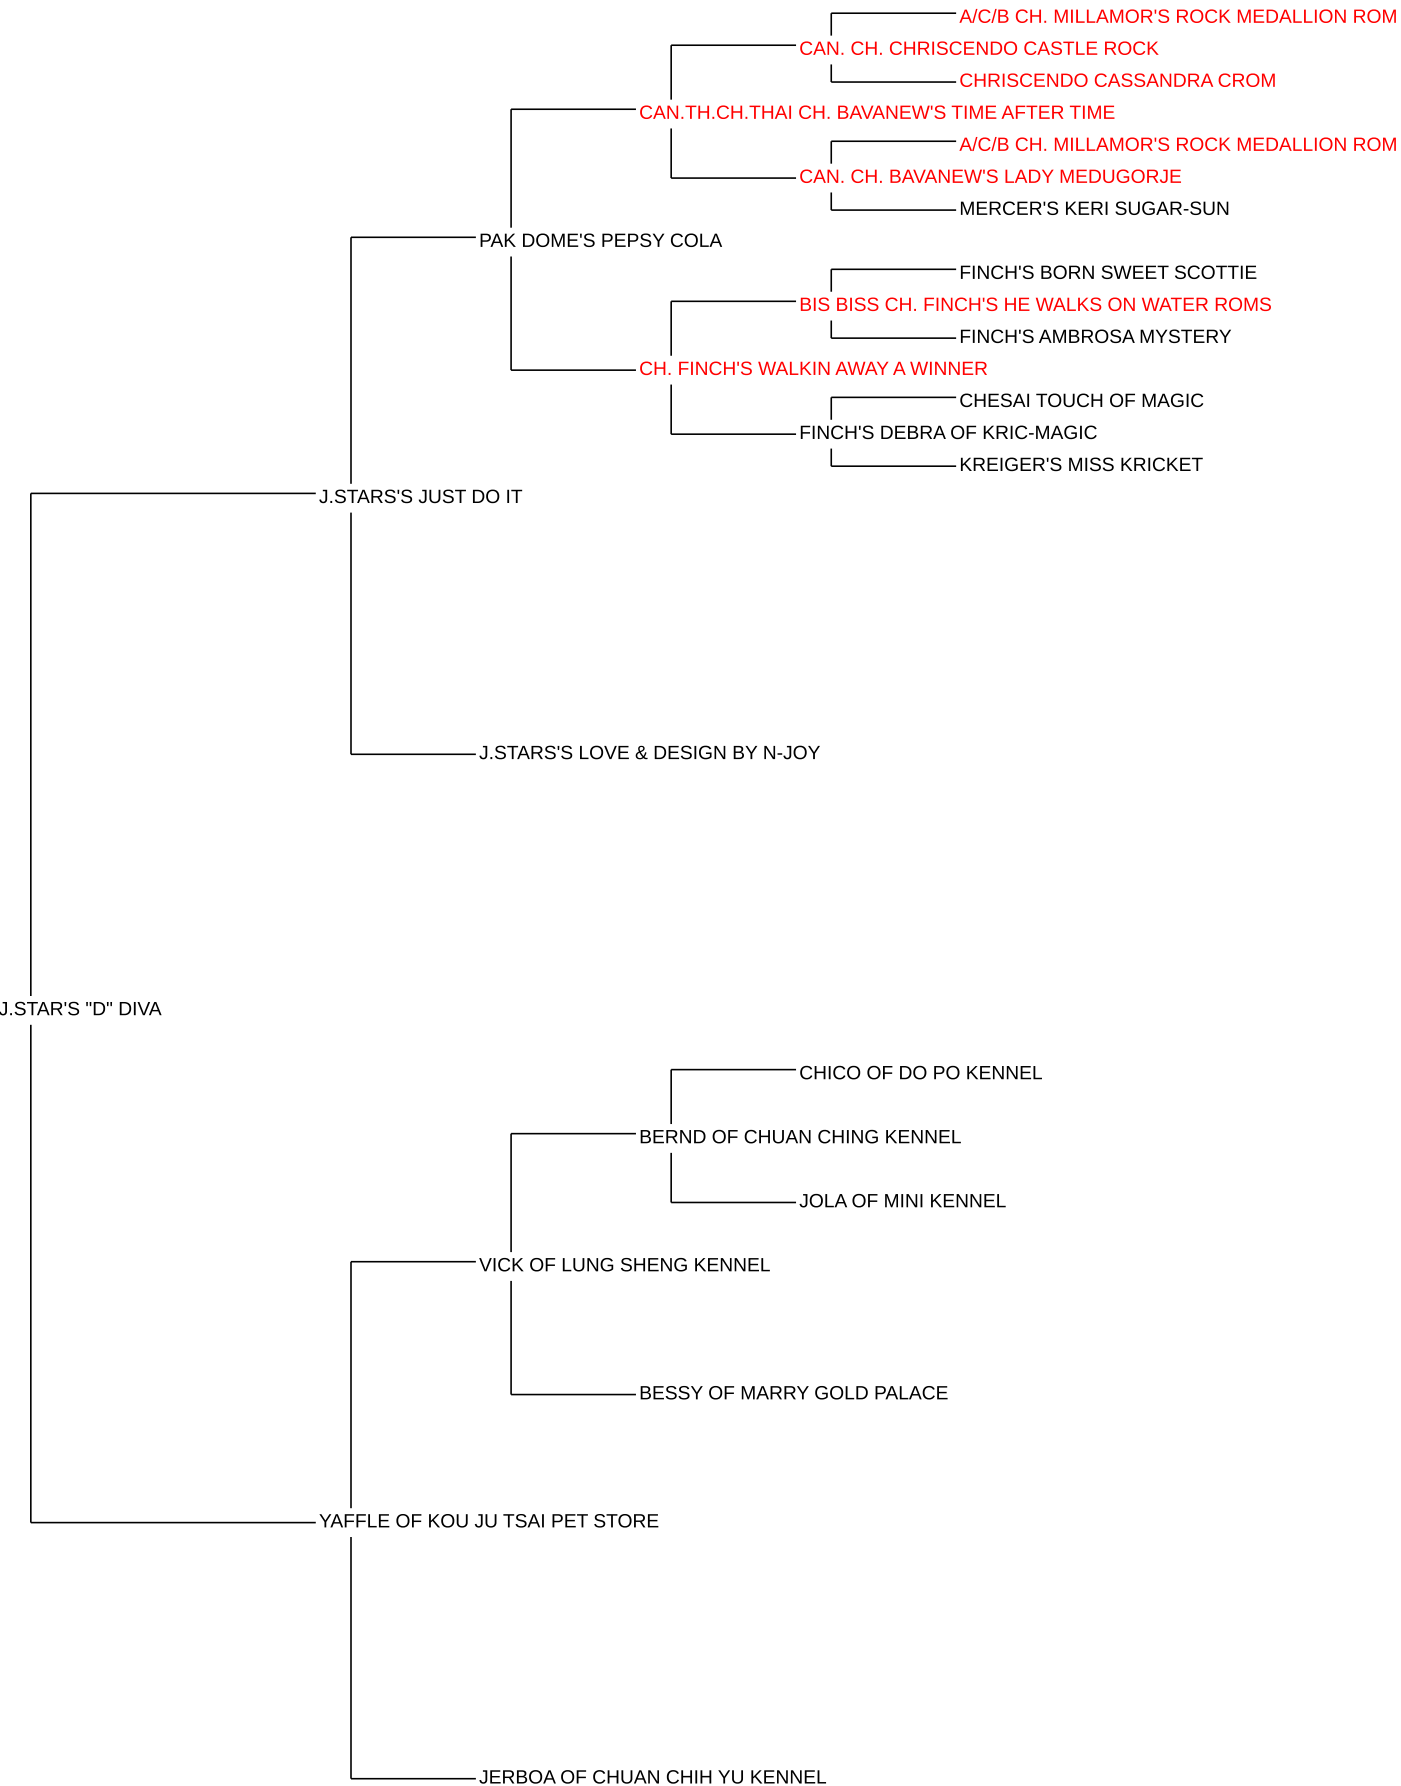 A/C/B CH. MILLAMOR'S ROCK MEDALLION ROM
CAN. CH. CHRISCENDO CASTLE ROCK
CHRISCENDO CASSANDRA CROM
CAN.TH.CH.THAI CH. BAVANEW'S TIME AFTER TIME
A/C/B CH. MILLAMOR'S ROCK MEDALLION ROM
CAN. CH. BAVANEW'S LADY MEDUGORJE
MERCER'S KERI SUGAR-SUN
PAK DOME'S PEPSY COLA
FINCH'S BORN SWEET SCOTTIE
BIS BISS CH. FINCH'S HE WALKS ON WATER ROMS
FINCH'S AMBROSA MYSTERY
CH. FINCH'S WALKIN AWAY A WINNER
CHESAI TOUCH OF MAGIC
FINCH'S DEBRA OF KRIC-MAGIC
KREIGER'S MISS KRICKET
J.STARS'S JUST DO IT
J.STARS'S LOVE & DESIGN BY N-JOY
J.STAR'S "D" DIVA
CHICO OF DO PO KENNEL
BERND OF CHUAN CHING KENNEL
JOLA OF MINI KENNEL
VICK OF LUNG SHENG KENNEL
BESSY OF MARRY GOLD PALACE
YAFFLE OF KOU JU TSAI PET STORE
JERBOA OF CHUAN CHIH YU KENNEL